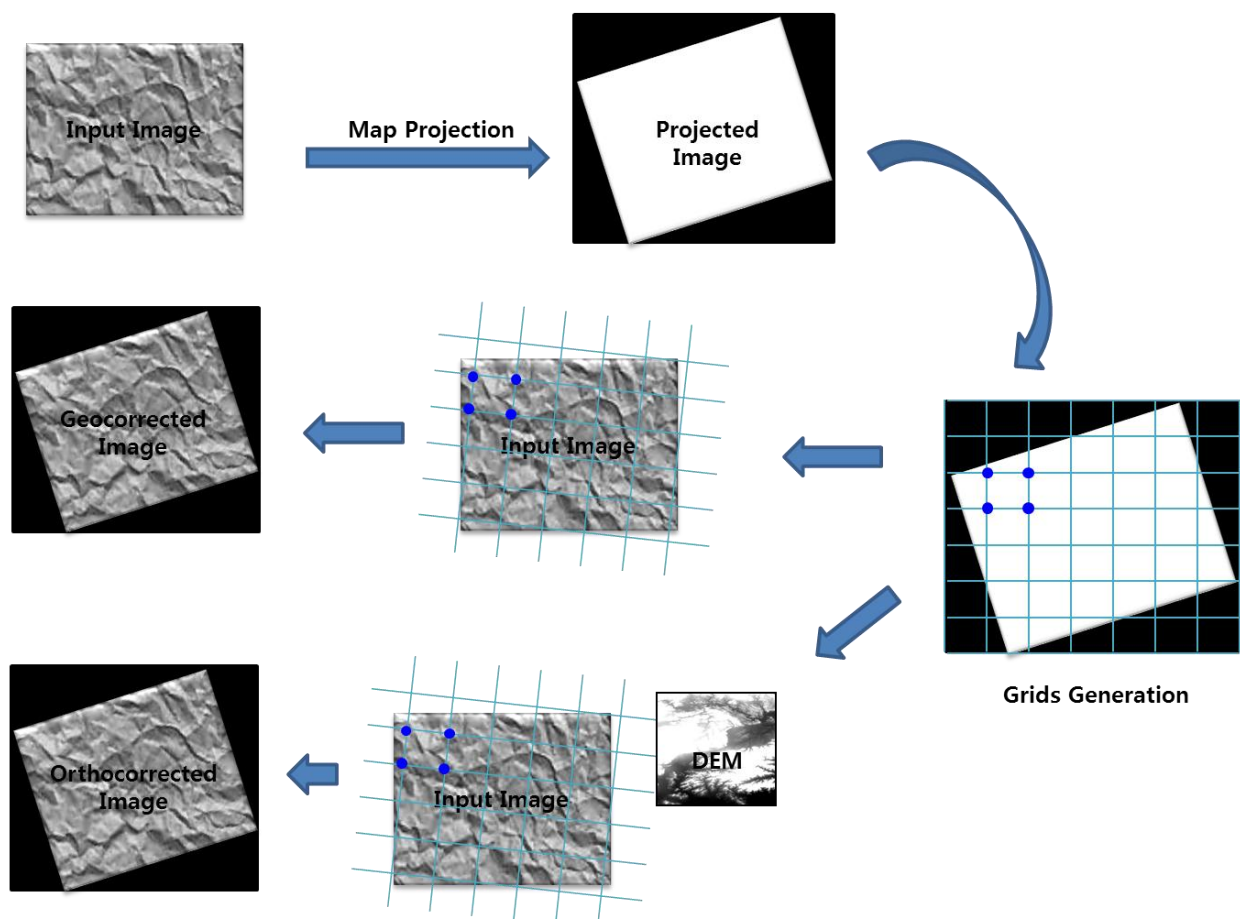 Input Image
Map Projection
Projected
Image
Geocorrected
Image
Input Image
Grids Generation
Orthocorrected
Image
Input Image
DEM